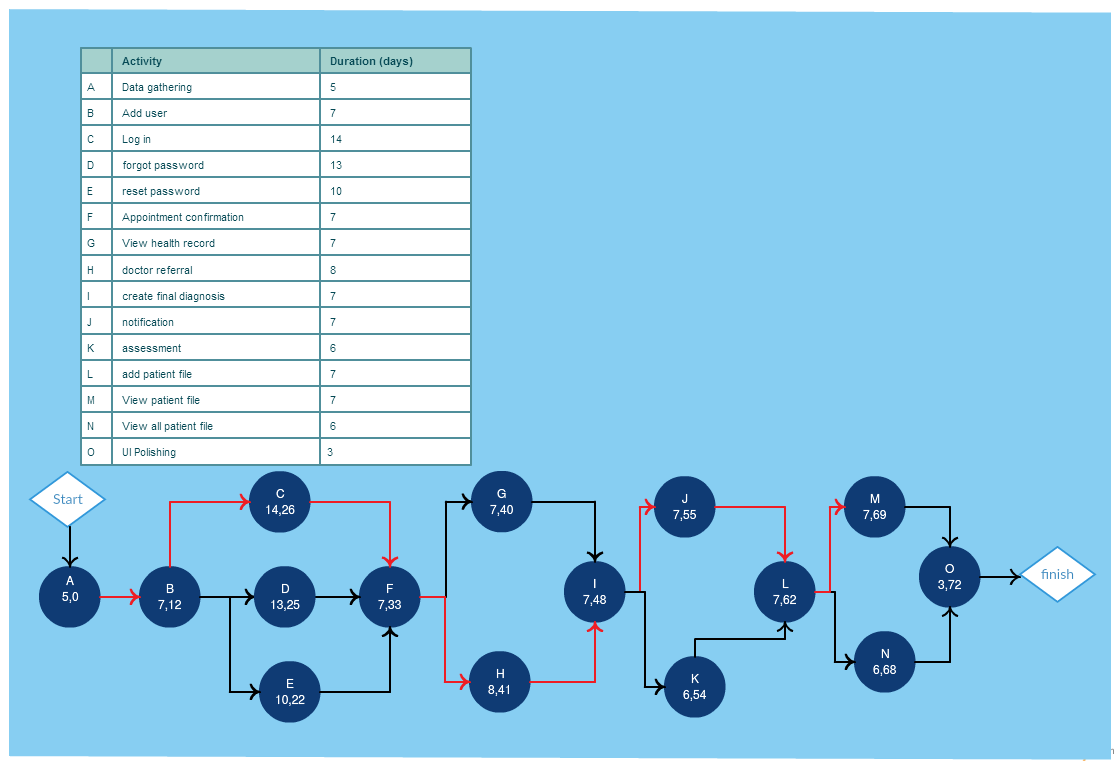 Activity Duration (days)
A Data gathering 5
B Add user 7
C Log in 14
D forgot password 13
E reset password 10
F Appointment confirmation 7
G View health record 7
H doctor referral 8
I create final diagnosis 7
J notification 7
K assessment 6
L add patient file 7
M View patient file 7
N View all patient file 6
O UI Polishing 3
Start
A
5,0
B
7,12
C
14,26
D
13,25
E
10,22
F
7,33
G
7,40
H
8,41
I
7,48
J
7,55
K
6,54
L
7,62
M
7,69
N
6,68
O
3,72
finish